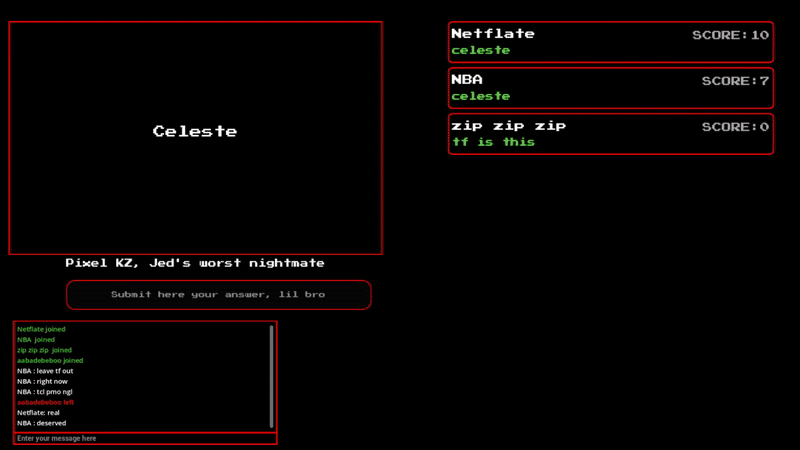 Celeste
Pixel KZ, Jed's worst nightmate
Submit here your answer, lil bro
Netflate joined
NBA joined
zip zip zip joined
aabadebeboo joined
NBA : leave tf out
NBA : right now
NBA : tcl pmo ngl
aabadebeboo left
Netflate: real
NBA : deserved
Enter your message here
Netflate SCORE:10
celeste
NBA SCORE:7
celeste
zip zip zip SCORE:0
tf is this